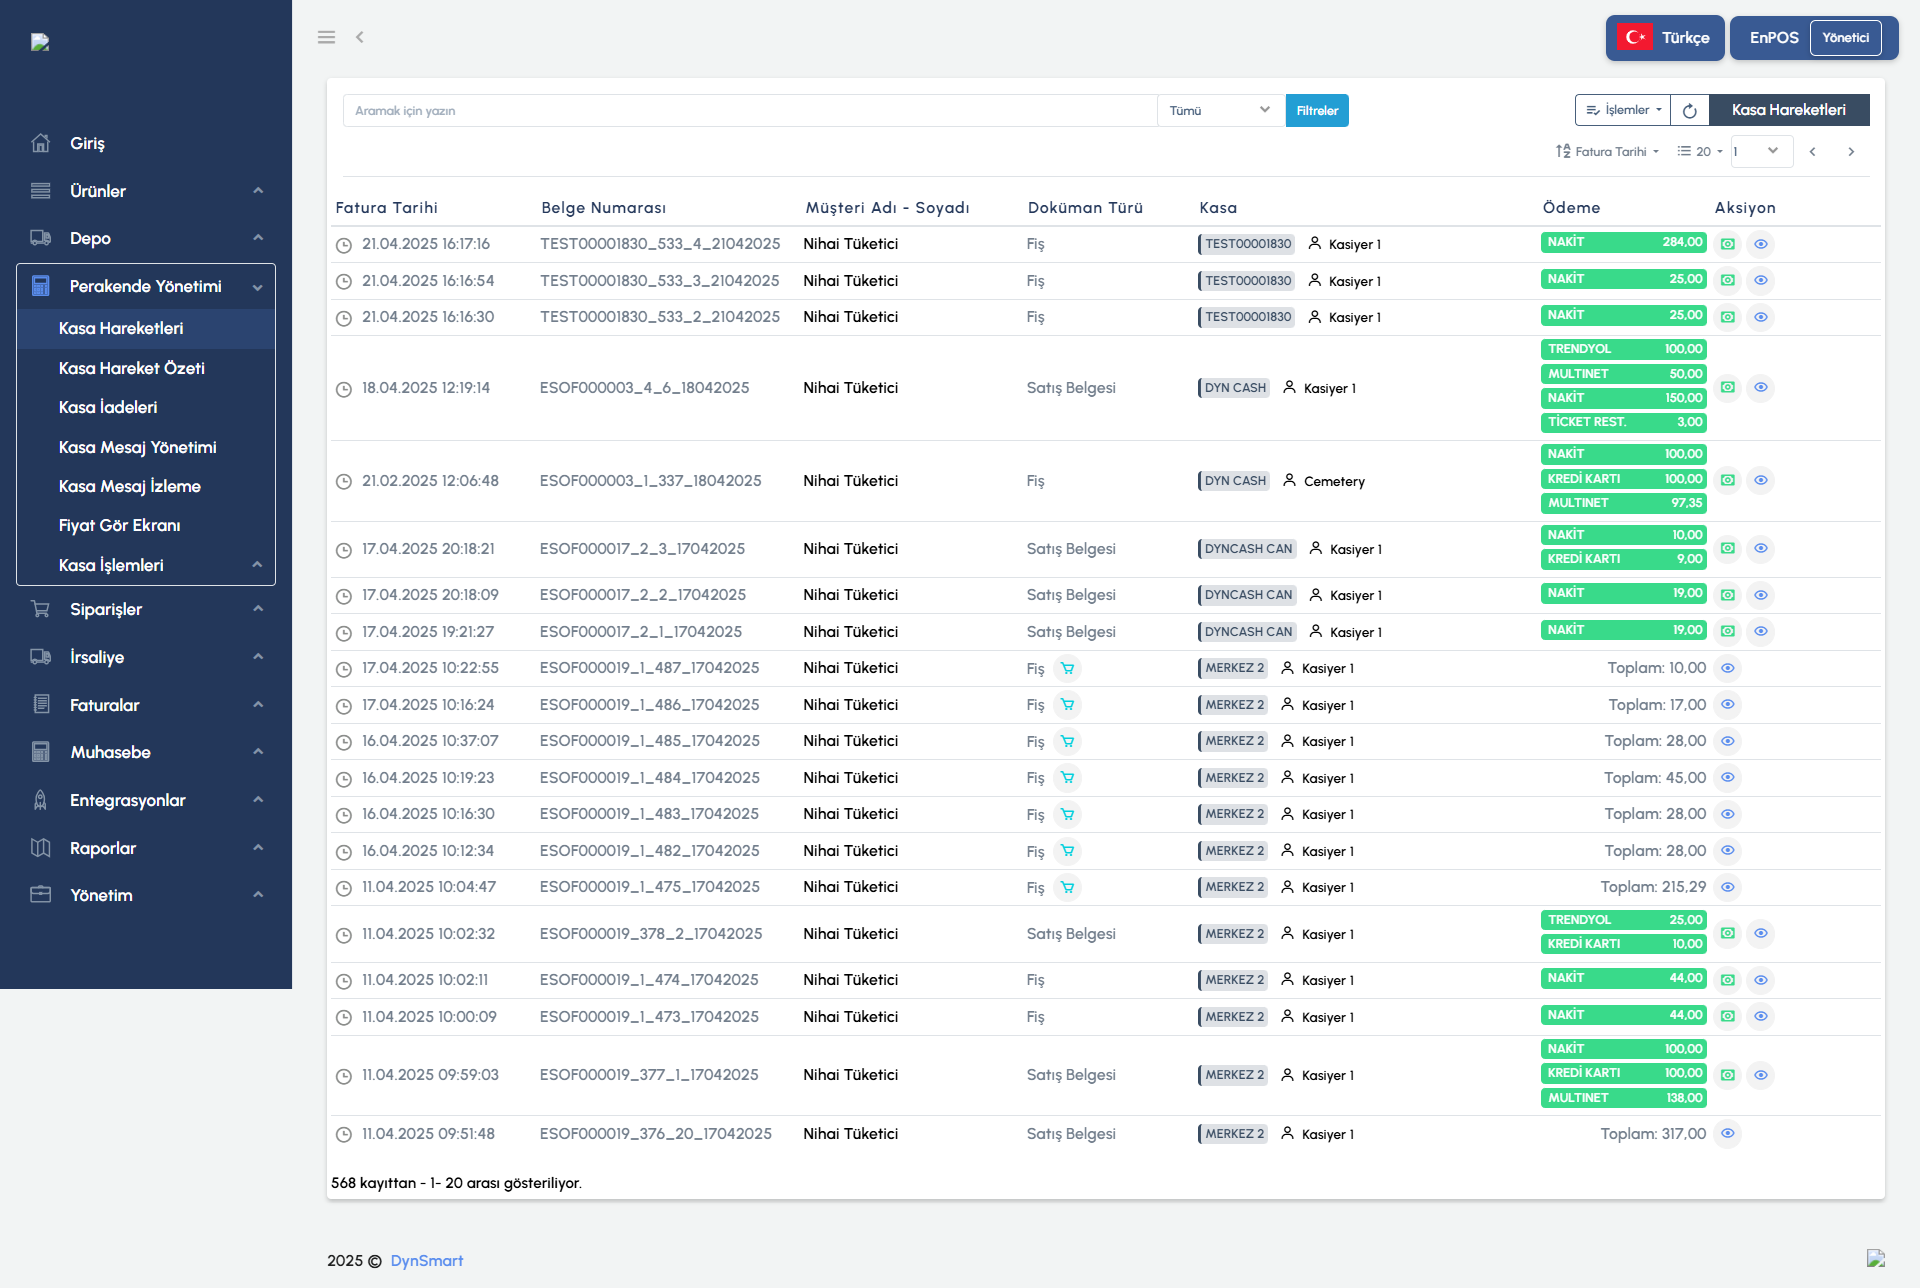 Türkçe
EnPOS Yönetici
Giriş
Ürünler
Depo
Perakende Yönetimi
Kasa Hareketleri
Kasa Hareket Özeti
Kasa İadeleri
Kasa Mesaj Yönetimi
Kasa Mesaj İzleme
Fiyat Gör Ekranı
Kasa İşlemleri
Siparişler
İrsaliye
Faturalar
Muhasebe
Entegrasyonlar
Raporlar
Yönetim
Aramak için yazın Tümü Filtreler İşlemler Kasa Hareketleri
Fatura Tarihi 20 1
Fatura Tarihi Belge Numarası Müşteri Adı - Soyadı Doküman Türü Kasa Ödeme Aksiyon
21.04.2025 16:17:16 TEST00001830_533_4_21042025 Nihai Tüketici Fiş TEST00001830 Kasiyer 1 NAKİT 284,00
21.04.2025 16:16:54 TEST00001830_533_3_21042025 Nihai Tüketici Fiş TEST00001830 Kasiyer 1 NAKİT 25,00
21.04.2025 16:16:30 TEST00001830_533_2_21042025 Nihai Tüketici Fiş TEST00001830 Kasiyer 1 NAKİT 25,00
18.04.2025 12:19:14 ESOF000003_4_6_18042025 Nihai Tüketici Satış Belgesi DYN CASH Kasiyer 1
TRENDYOL 100,00
MULTINET 50,00
NAKİT 150,00
TİCKET REST. 3,00
21.02.2025 12:06:48 ESOF000003_1_337_18042025 Nihai Tüketici Fiş DYN CASH Cemetery
NAKİT 100,00
KREDİ KARTI 100,00
MULTINET 97,35
17.04.2025 20:18:21 ESOF000017_2_3_17042025 Nihai Tüketici Satış Belgesi DYNCASH CAN Kasiyer 1
NAKİT 10,00
KREDİ KARTI 9,00
17.04.2025 20:18:09 ESOF000017_2_2_17042025 Nihai Tüketici Satış Belgesi DYNCASH CAN Kasiyer 1 NAKİT 19,00
17.04.2025 19:21:27 ESOF000017_2_1_17042025 Nihai Tüketici Satış Belgesi DYNCASH CAN Kasiyer 1 NAKİT 19,00
17.04.2025 10:22:55 ESOF000019_1_487_17042025 Nihai Tüketici Fiş MERKEZ 2 Kasiyer 1 Toplam: 10,00
17.04.2025 10:16:24 ESOF000019_1_486_17042025 Nihai Tüketici Fiş MERKEZ 2 Kasiyer 1 Toplam: 17,00
16.04.2025 10:37:07 ESOF000019_1_485_17042025 Nihai Tüketici Fiş MERKEZ 2 Kasiyer 1 Toplam: 28,00
16.04.2025 10:19:23 ESOF000019_1_484_17042025 Nihai Tüketici Fiş MERKEZ 2 Kasiyer 1 Toplam: 45,00
16.04.2025 10:16:30 ESOF000019_1_483_17042025 Nihai Tüketici Fiş MERKEZ 2 Kasiyer 1 Toplam: 28,00
16.04.2025 10:12:34 ESOF000019_1_482_17042025 Nihai Tüketici Fiş MERKEZ 2 Kasiyer 1 Toplam: 28,00
11.04.2025 10:04:47 ESOF000019_1_475_17042025 Nihai Tüketici Fiş MERKEZ 2 Kasiyer 1 Toplam: 215,29
11.04.2025 10:02:32 ESOF000019_378_2_17042025 Nihai Tüketici Satış Belgesi MERKEZ 2 Kasiyer 1
TRENDYOL 25,00
KREDİ KARTI 10,00
11.04.2025 10:02:11 ESOF000019_1_474_17042025 Nihai Tüketici Fiş MERKEZ 2 Kasiyer 1 NAKİT 44,00
11.04.2025 10:00:09 ESOF000019_1_473_17042025 Nihai Tüketici Fiş MERKEZ 2 Kasiyer 1 NAKİT 44,00
11.04.2025 09:59:03 ESOF000019_377_1_17042025 Nihai Tüketici Satış Belgesi MERKEZ 2 Kasiyer 1
NAKİT 100,00
KREDİ KARTI 100,00
MULTINET 138,00
11.04.2025 09:51:48 ESOF000019_376_20_17042025 Nihai Tüketici Satış Belgesi MERKEZ 2 Kasiyer 1 Toplam: 317,00
568 kayıttan - 1- 20 arası gösteriliyor.
2025 © DynSmart